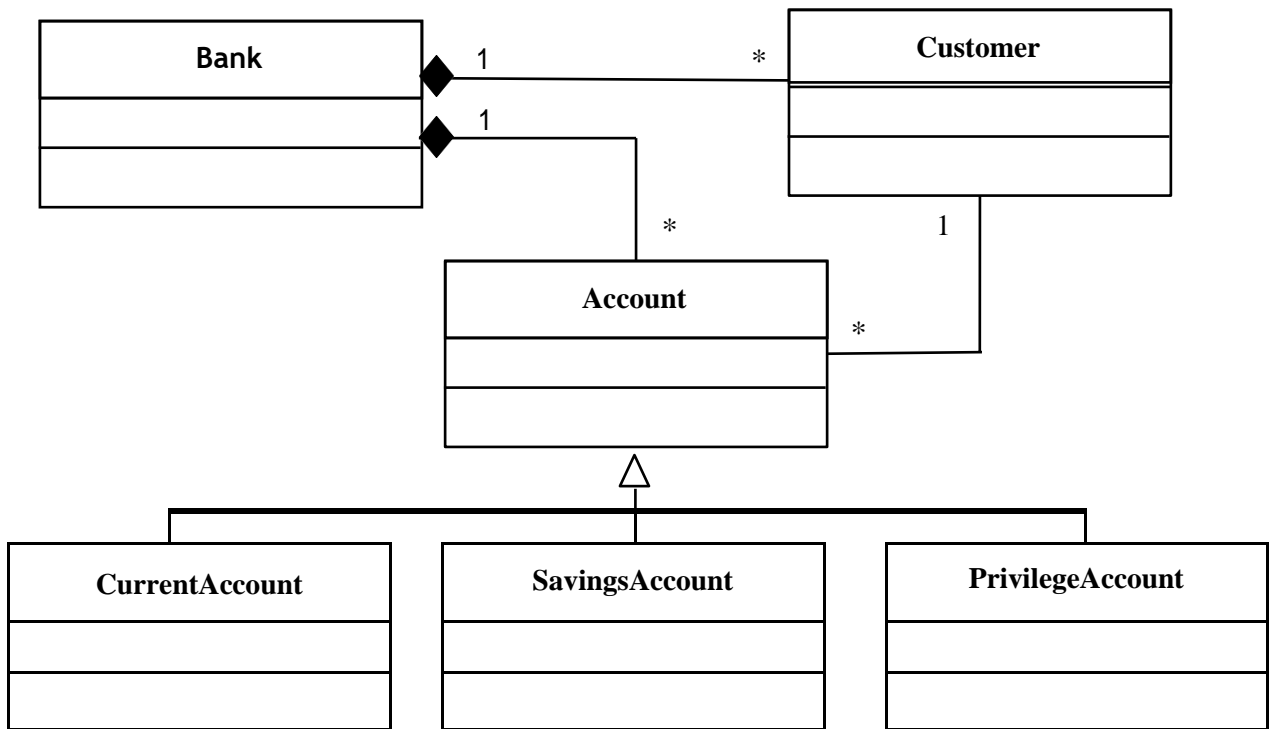 Bank
1
*
Customer
1
*
1
Account
*
CurrentAccount
SavingsAccount
PrivilegeAccount